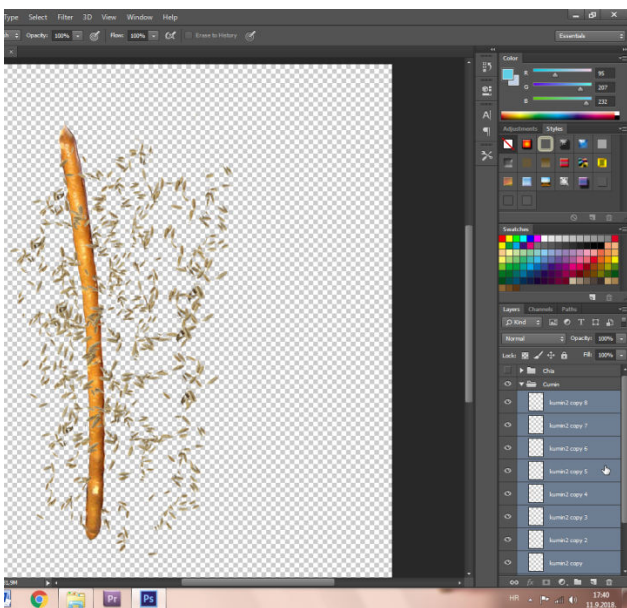 Type Select Filter 3D View Window Help
Opacity: 100% Flow: 100% Erase to History
Essentials
Color
R 95
G 207
B 232
Adjustments Styles
Swatches
Layers Channels Paths
Kind
Normal Opacity: 100%
Lock: Fill: 100%
Chia
Cumin
kumin2 copy 8
kumin2 copy 7
kumin2 copy 6
kumin2 copy 5
kumin2 copy 4
kumin2 copy 3
kumin2 copy 2
kumin2 copy
fx
Pr Ps
HR 17:40
11.9.2018.